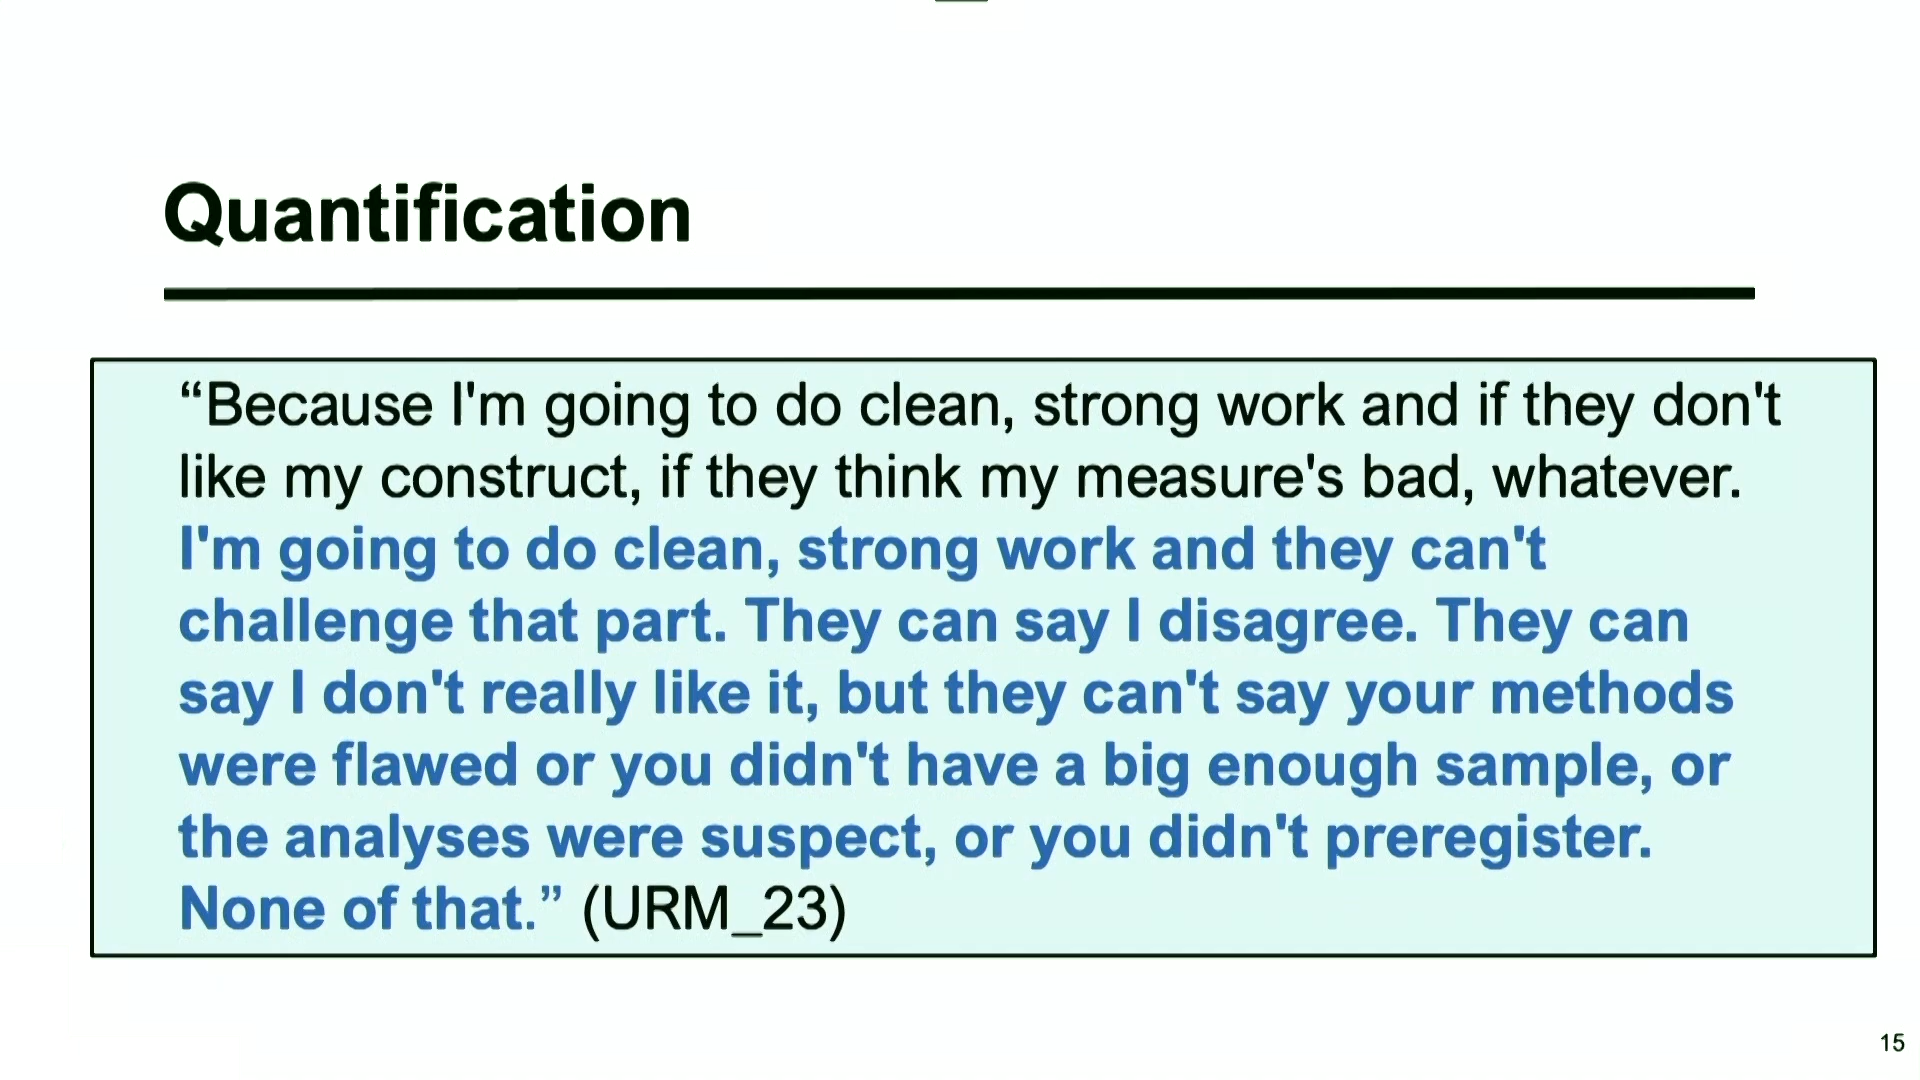 Quantification
“Because I'm going to do clean, strong work and if they don't
like my construct, if they think my measure's bad, whatever.
I'm going to do clean, strong work and they can't
challenge that part. They can say I disagree. They can
say I don't really like it, but they can't say your methods
were flawed or you didn't have a big enough sample, or
the analyses were suspect, or you didn't preregister.
None of that.” (URM_23)
15